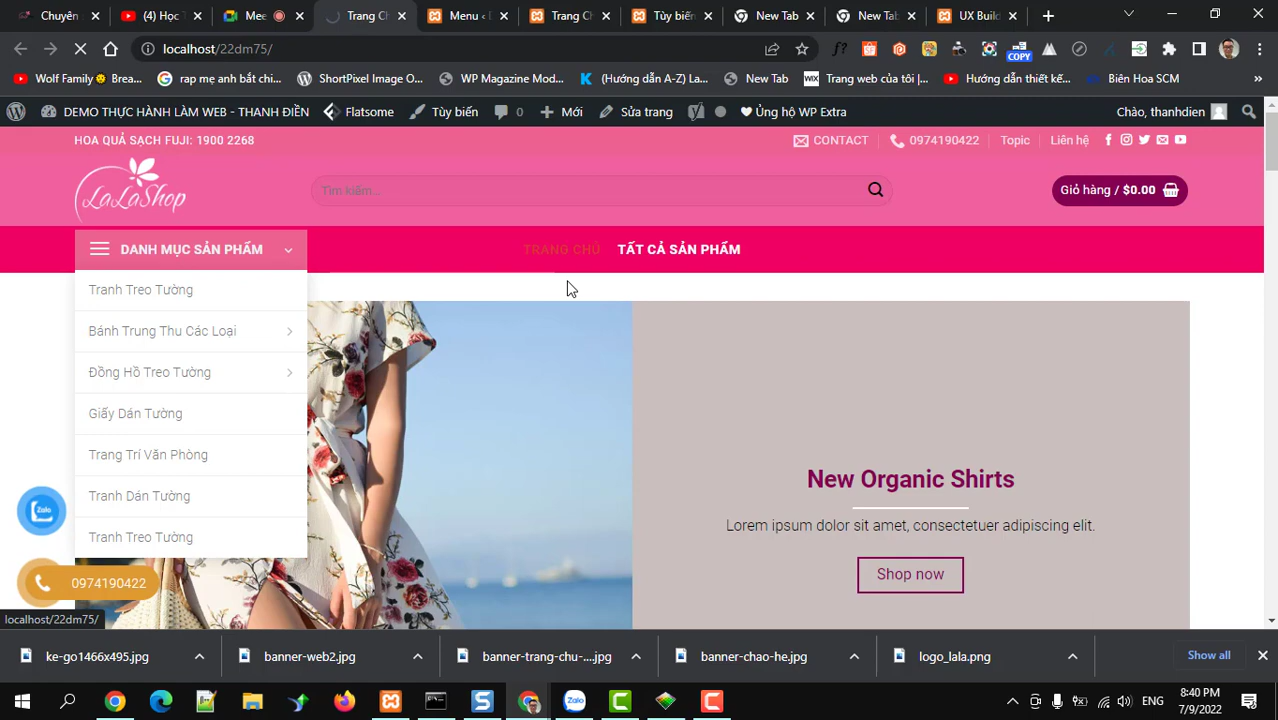 Chuyên
(4) Học T
Mee
Trang Ch
Menu ‹ D
Trang Ch
Tùy biến
New Tab
New Tab
UX Build
localhost/22dm75/
COPY
Wolf Family Brea...
rap mẹ anh bắt chi...
ShortPixel Image O...
WP Magazine Mod...
(Hướng dẫn A-Z) La...
New Tab
WIX
Trang web của tôi |...
Hướng dẫn thiết kế...
Biên Hoa SCM
DEMO THỰC HÀNH LÀM WEB - THANH ĐIỀN
Flatsome
Tùy biến
0
Mới
Sửa trang
Ủng hộ WP Extra
Chào, thanhdien
HOA QUẢ SẠCH FUJI: 1900 2268
CONTACT
0974190422
Topic
Liên hệ
LaLaShop
Tìm kiếm...
Giỏ hàng / $0.00
DANH MỤC SẢN PHẨM
TRANG CHỦ
TẤT CẢ SẢN PHẨM
Tranh Treo Tường
Bánh Trung Thu Các Loại
Đồng Hồ Treo Tường
Giấy Dán Tường
Trang Trí Văn Phòng
Tranh Dán Tường
Tranh Treo Tường
New Organic Shirts
Lorem ipsum dolor sit amet, consectetuer adipiscing elit.
Shop now
Zalo
0974190422
localhost/22dm75/
ke-go1466x495.jpg
banner-web2.jpg
banner-trang-chu-....jpg
banner-chao-he.jpg
logo_lala.png
Show all
Zalo
ENG
8:40 PM
7/9/2022